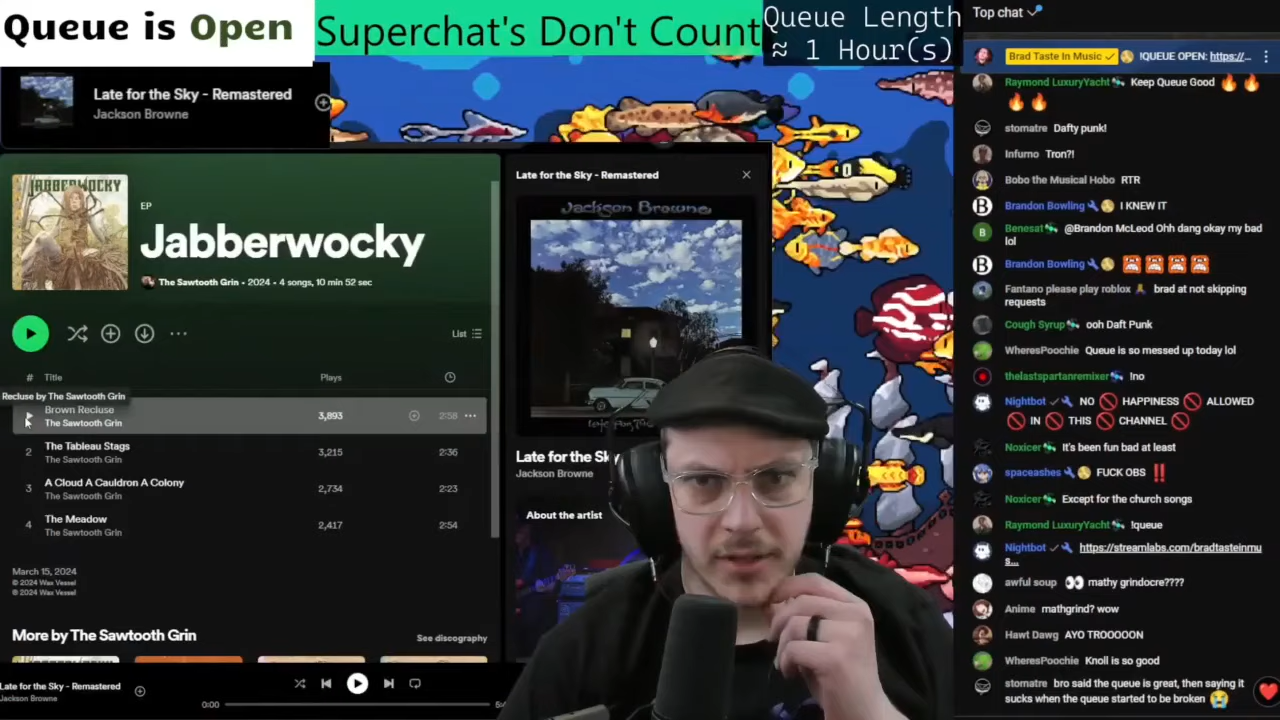 Queue is Open
Superchat's Don't Count
Queue Length
≈ 1 Hour(s)
Late for the Sky - Remastered
Jackson Browne
JABBERWOCKY
EP
Jabberwocky
The Sawtooth Grin • 2024 • 4 songs, 10 min 52 sec
List
# Title Plays
Recluse by The Sawtooth Grin
Brown Recluse
The Sawtooth Grin
3,893 2:58
2 The Tableau Stags
The Sawtooth Grin
3,215 2:36
3 A Cloud A Cauldron A Colony
The Sawtooth Grin
2,734 2:23
4 The Meadow
The Sawtooth Grin
2,417 2:54
March 15, 2024
© 2024 Wax Vessel
℗ 2024 Wax Vessel
More by The Sawtooth Grin
See discography
Late for the Sky - Remastered
Jackson Browne
0:00
Late for the Sky - Remastered
Jackson Browne
Late for the Sky
Late for the Sky
Jackson Browne
About the artist
Top chat
Brad Taste In Music !QUEUE OPEN: https://...
Raymond LuxuryYacht Keep Queue Good 🔥 🔥
🔥 🔥
stomatre Dafty punk!
Infurno Tron?!
Bobo the Musical Hobo RTR
Brandon Bowling I KNEW IT
Benesat @Brandon McLeod Ohh dang okay my bad
lol
Brandon Bowling
Fantano please play roblox brad at not skipping
requests
Cough Syrup ooh Daft Punk
WheresPoochie Queue is so messed up today lol
thelastspartanremixer !no
Nightbot NO 🚫 HAPPINESS 🚫 ALLOWED
🚫 IN 🚫 THIS 🚫 CHANNEL 🚫
Noxicer It's been fun bad at least
spaceashes FUCK OBS ‼️
Noxicer Except for the church songs
Raymond LuxuryYacht !queue
Nightbot https://streamlabs.com/bradtasteinmu
s...
awful soup 👀 mathy grindocre????
Anime mathgrind? wow
Hawt Dawg AYO TROOOOON
WheresPoochie Knoll is so good
stomatre bro said the queue is great, then saying it
sucks when the queue started to be broken 😭